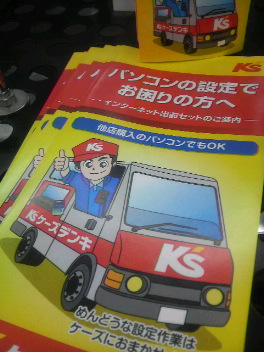 K's
パソコンの設定で
お困りの方へ
インターネット出前セットのご案内
他店購入のパソコンでもOK
K'sケーズデンキ
K's
めんどうな設定作業は
ケーズにおまかせ